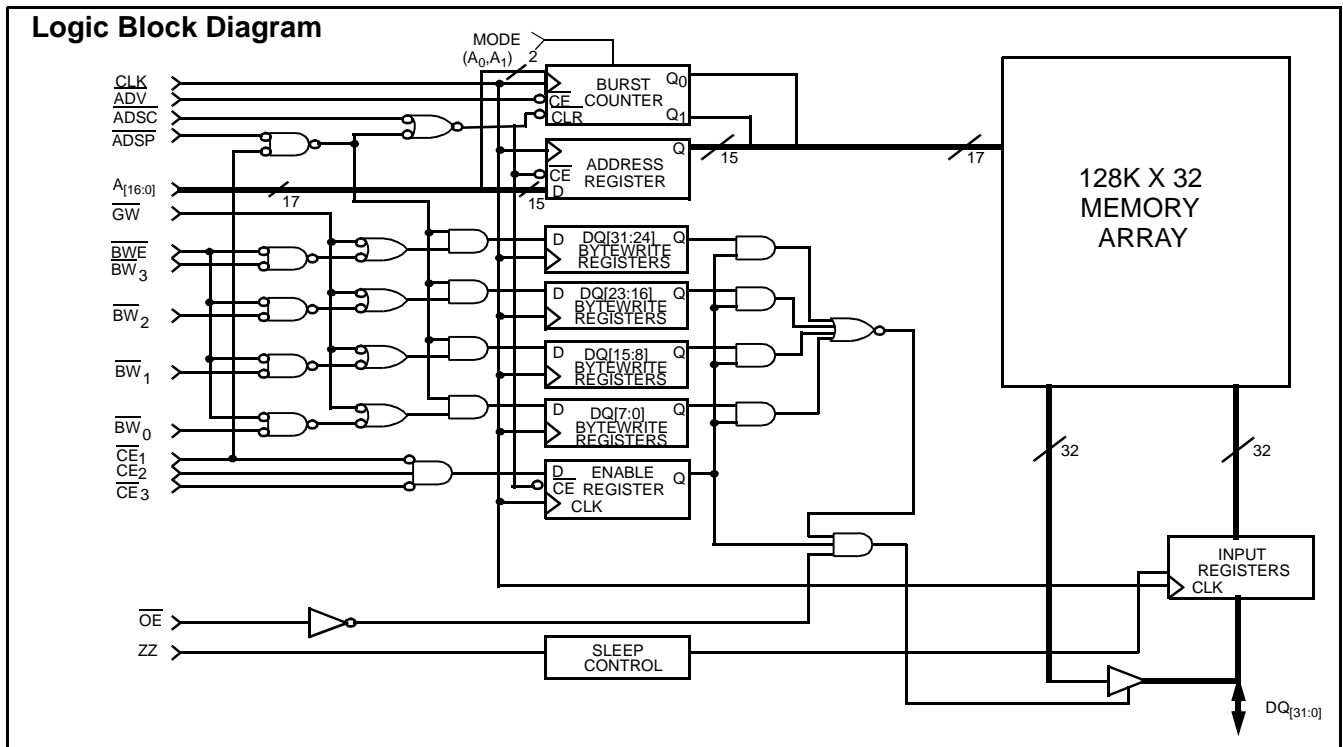 Logic Block Diagram
MODE
(A0,A1) 2
CLK
ADV
ADSC
ADSP
A[16:0]
17
GW
BWE
BW3
BW2
BW1
BW0
CE1
CE2
CE3
OE
ZZ
BURST
COUNTER
CE
CLR
Q0
Q1
ADDRESS
REGISTER
CE
D
Q
15
15
17
D DQ[31:24] Q
BYTEWRITE
REGISTERS
D DQ[23:16] Q
BYTEWRITE
REGISTERS
D DQ[15:8] Q
BYTEWRITE
REGISTERS
D DQ[7:0] Q
BYTEWRITE
REGISTERS
D ENABLE Q
CE REGISTER
CLK
SLEEP
CONTROL
128K X 32
MEMORY
ARRAY
32
32
INPUT
REGISTERS
CLK
DQ[31:0]